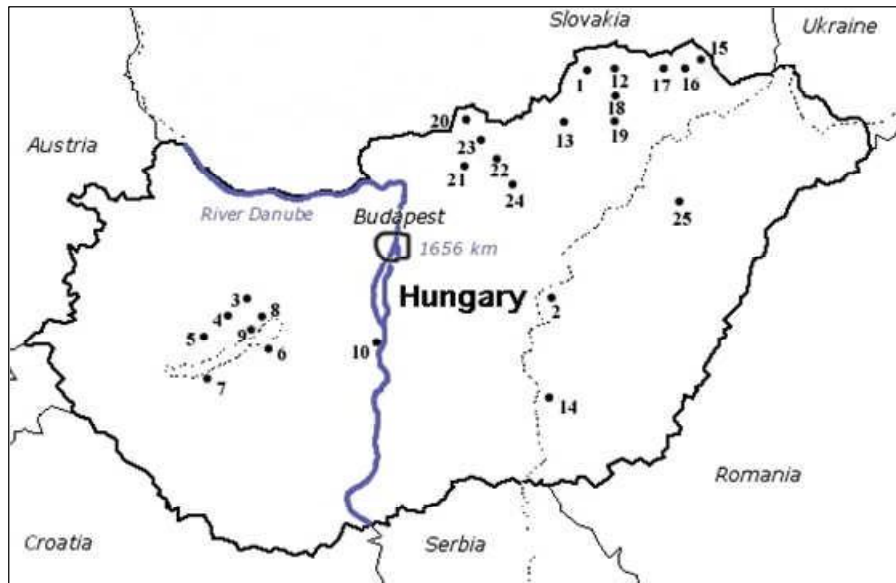 Slovakia
Ukraine
15
1
12
17
16
18
20
13
19
Austria
23
21
22
24
River Danube
Budapest
25
1656 km
3
Hungary
2
4
8
5
9
6
10
7
14
Romania
Croatia
Serbia